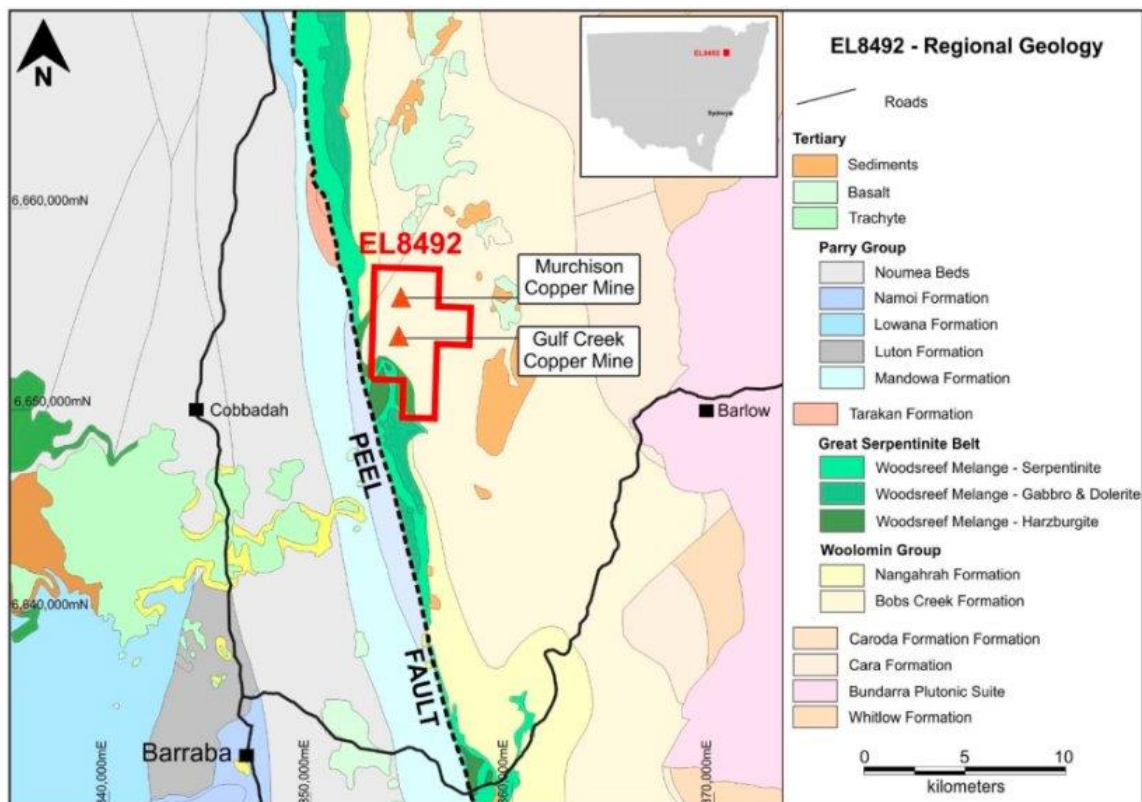 N
EL8492
Sydney
6,660,000mN
EL8492
Murchison
Copper Mine
Gulf Creek
Copper Mine
6,650,000mN
Cobbadah
Barlow
PEEL
FAULT
6,640,000mN
Barraba
340,000mE
350,000mE
360,000mE
370,000mE
EL8492 - Regional Geology
Roads
Tertiary
Sediments
Basalt
Trachyte
Parry Group
Noumea Beds
Namoi Formation
Lowana Formation
Luton Formation
Mandowa Formation
Tarakan Formation
Great Serpentinite Belt
Woodsreef Melange - Serpentinite
Woodsreef Melange - Gabbro & Dolerite
Woodsreef Melange - Harzburgite
Woolomin Group
Nangahrah Formation
Bobs Creek Formation
Caroda Formation Formation
Cara Formation
Bundarra Plutonic Suite
Whitlow Formation
0 5 10
kilometers